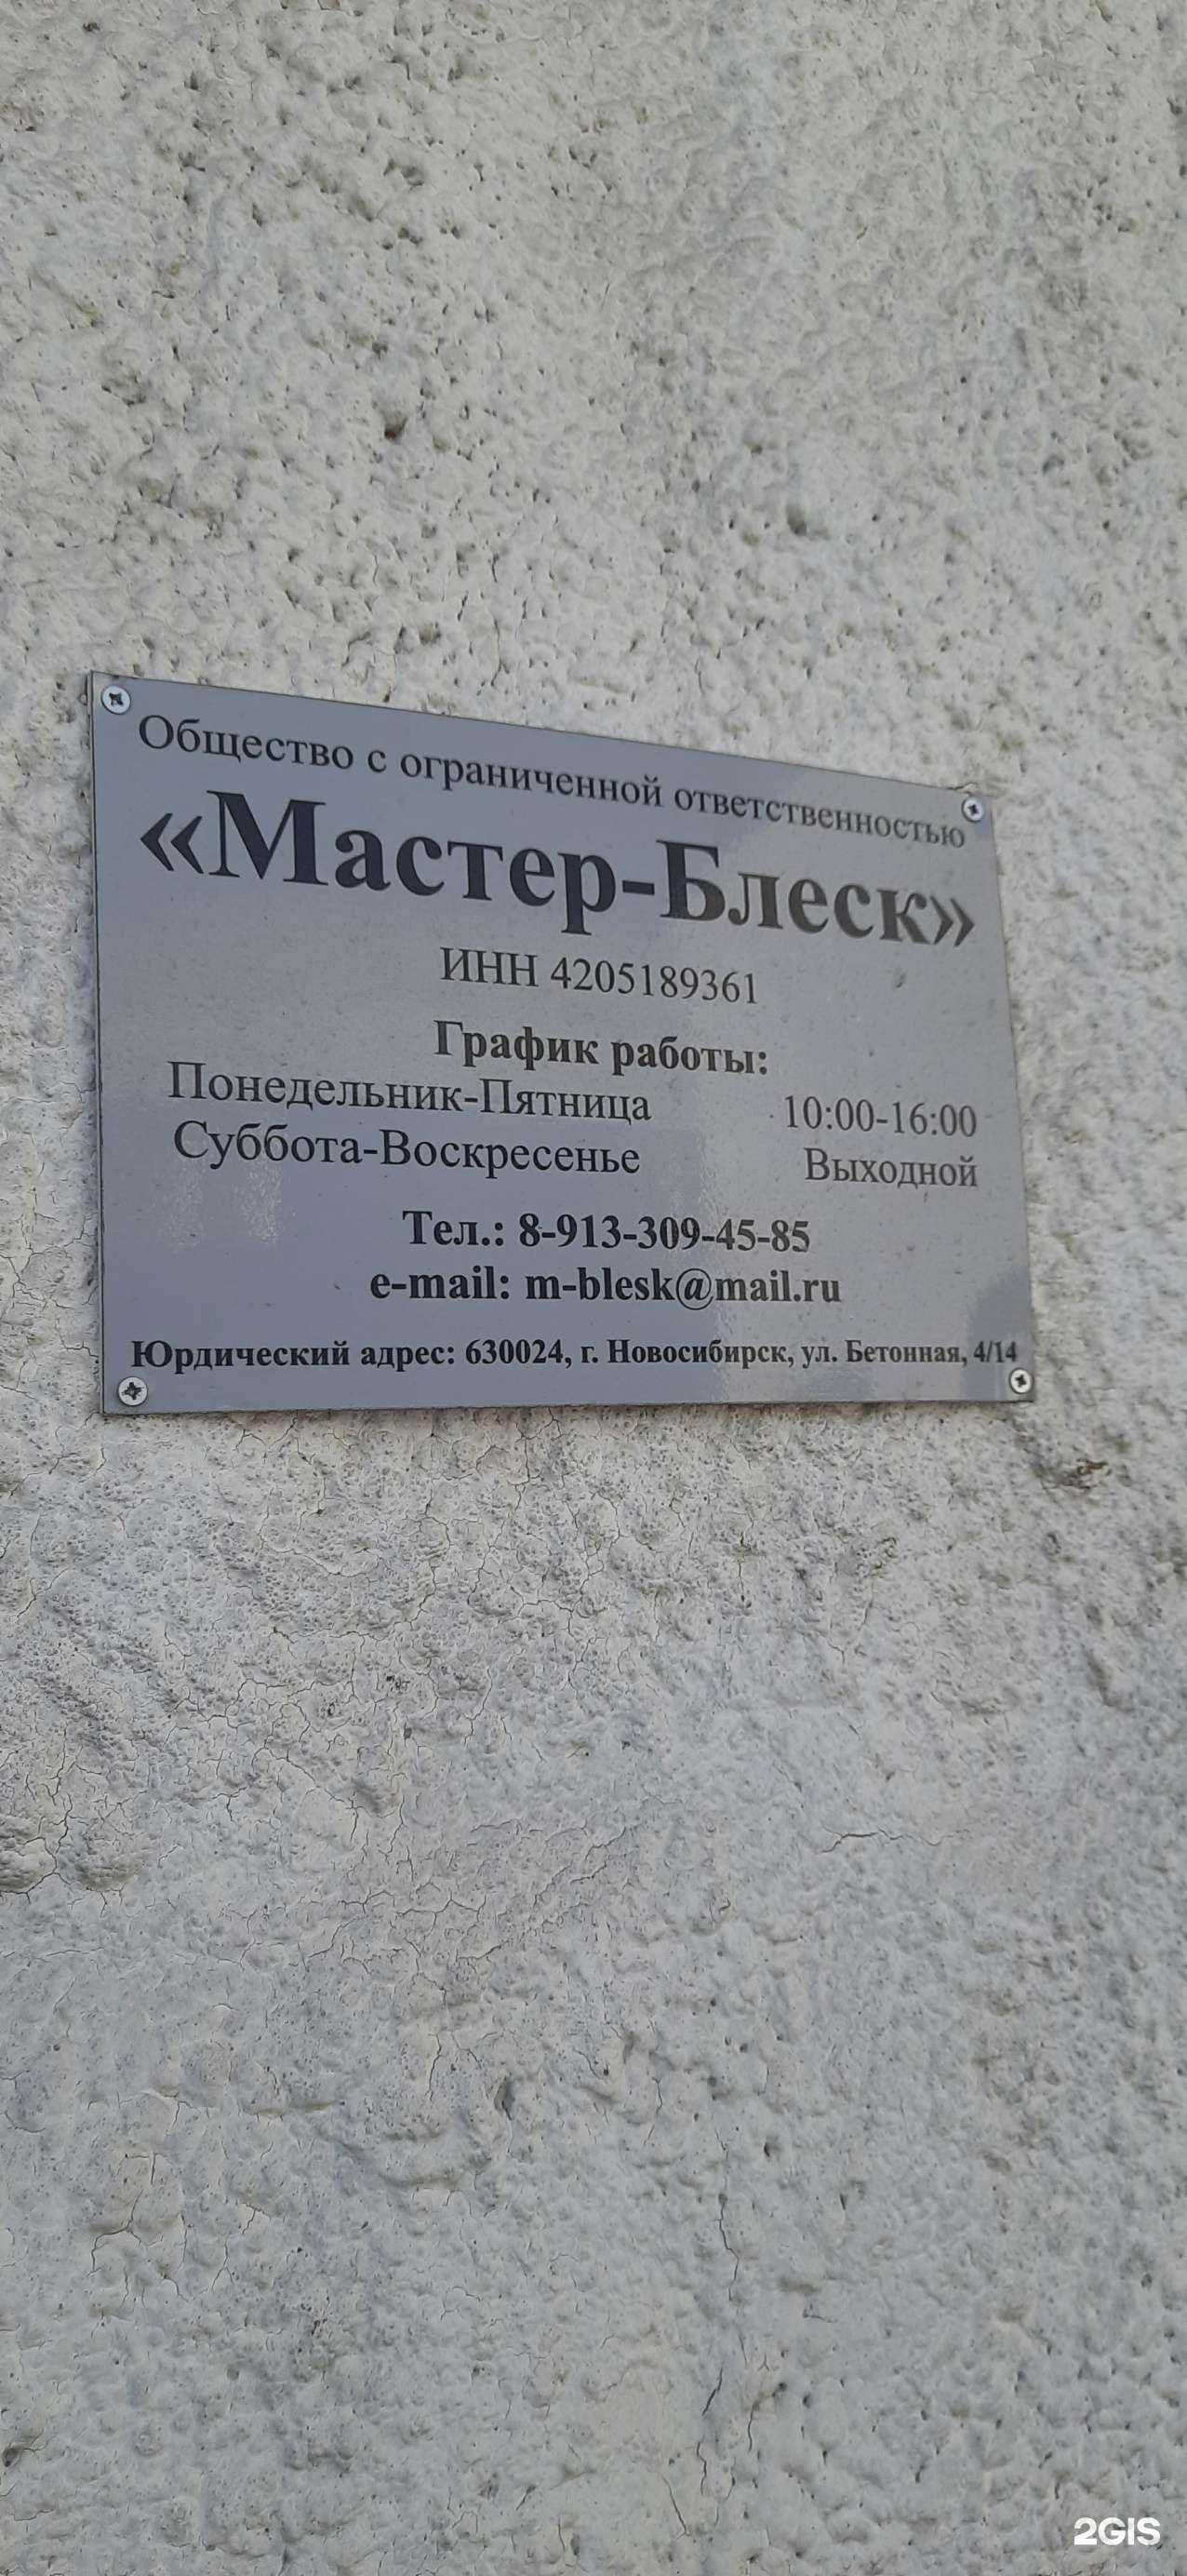 Общество с ограниченной ответственностью
«Мастер-Блеск»
ИНН 4205189361
График работы:
Понедельник-Пятница 10:00-16:00
Суббота-Воскресенье Выходной
Тел.: 8-913-309-45-85
e-mail: m-blesk@mail.ru
Юрдический адрес: 630024, г. Новосибирск, ул. Бетонная, 4/14
2GIS